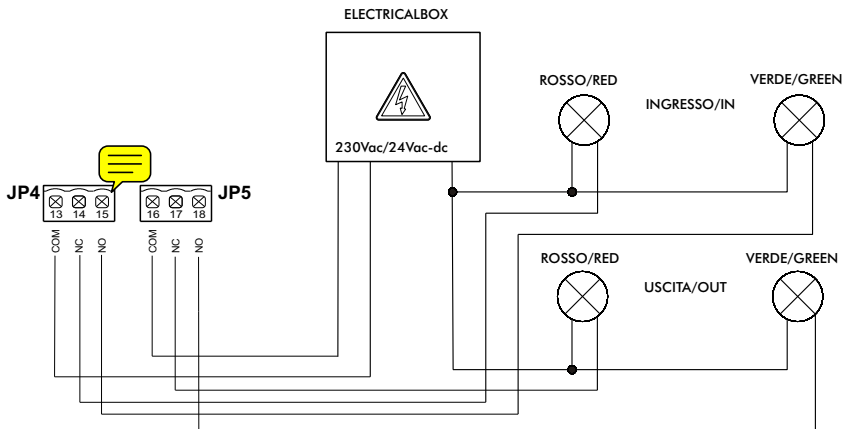 ELECTRICALBOX
230Vac/24Vac-dc
ROSSO/RED
INGRESSO/IN
VERDE/GREEN
JP4
13 14 15
16 17 18
JP5
COM
NC
NO
COM
NC
NO
ROSSO/RED
USCITA/OUT
VERDE/GREEN